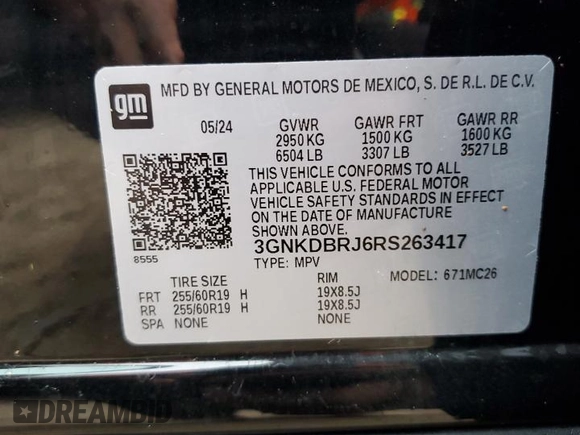 gm
MFD BY GENERAL MOTORS DE MEXICO, S. DE R.L. DE C.V.
05/24 GVWR GAWR FRT GAWR RR
2950 KG 1500 KG 1600 KG
6504 LB 3307 LB 3527 LB
THIS VEHICLE CONFORMS TO ALL
APPLICABLE U.S. FEDERAL MOTOR
VEHICLE SAFETY STANDARDS IN EFFECT
ON THE DATE OF MANUFACTURE
SHOWN ABOVE.
3GNKDBRJ6RS263417
8555 TYPE: MPV
TIRE SIZE RIM MODEL: 671MC26
FRT 255/60R19 H 19X8.5J
RR 255/60R19 H 19X8.5J
SPA NONE NONE
DREAMBID